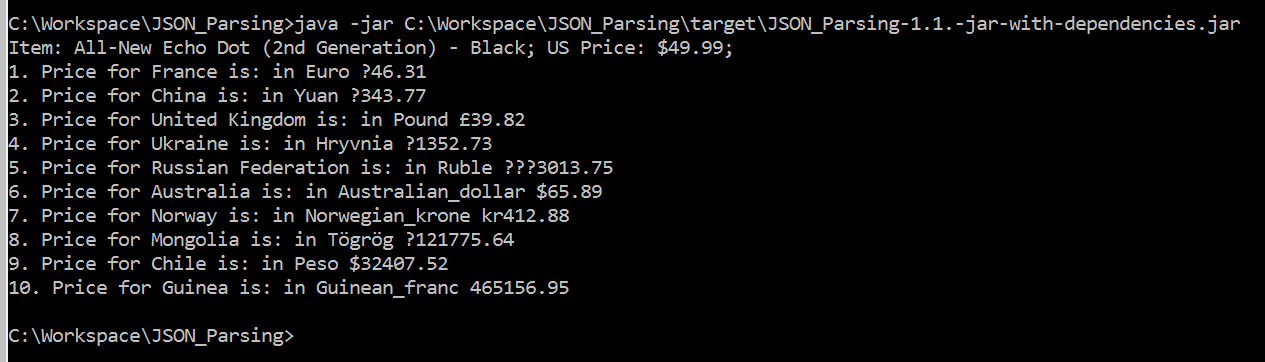 C:\Workspace\JSON_Parsing>java -jar C:\Workspace\JSON_Parsing\target\JSON_Parsing-1.1.-jar-with-dependencies.jar
Item: All-New Echo Dot (2nd Generation) - Black; US Price: $49.99;
1. Price for France is: in Euro ?46.31
2. Price for China is: in Yuan ?343.77
3. Price for United Kingdom is: in Pound £39.82
4. Price for Ukraine is: in Hryvnia ?1352.73
5. Price for Russian Federation is: in Ruble ???3013.75
6. Price for Australia is: in Australian_dollar $65.89
7. Price for Norway is: in Norwegian_krone kr412.88
8. Price for Mongolia is: in Tögrög ?121775.64
9. Price for Chile is: in Peso $32407.52
10. Price for Guinea is: in Guinean_franc 465156.95
C:\Workspace\JSON_Parsing>